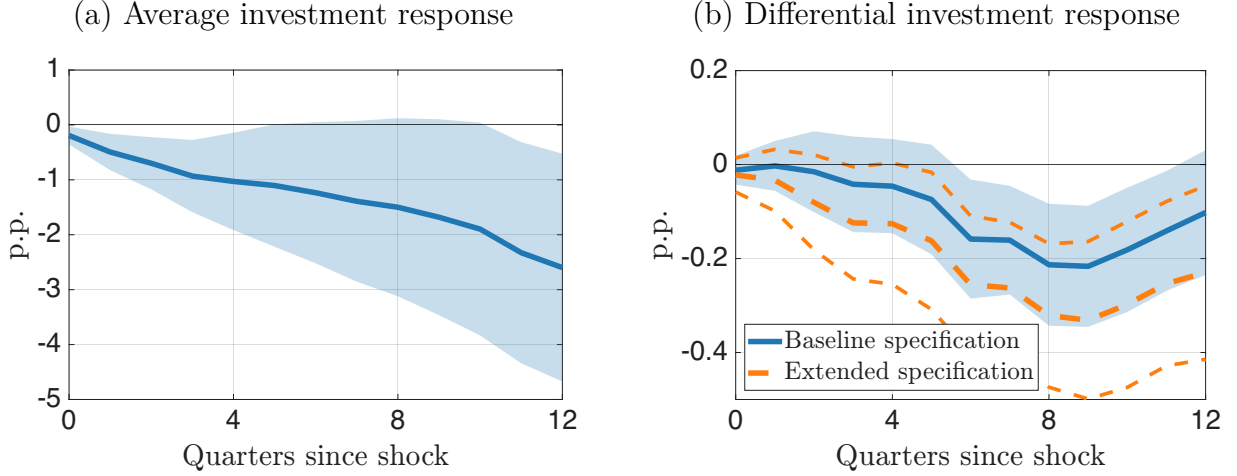 (a) Average investment response
1
0
-1
-2
-3
-4
-5
p.p.
0 4 8 12
Quarters since shock
(b) Differential investment response
0.2
0
-0.2
-0.4
p.p.
Baseline specification
Extended specification
0 4 8 12
Quarters since shock